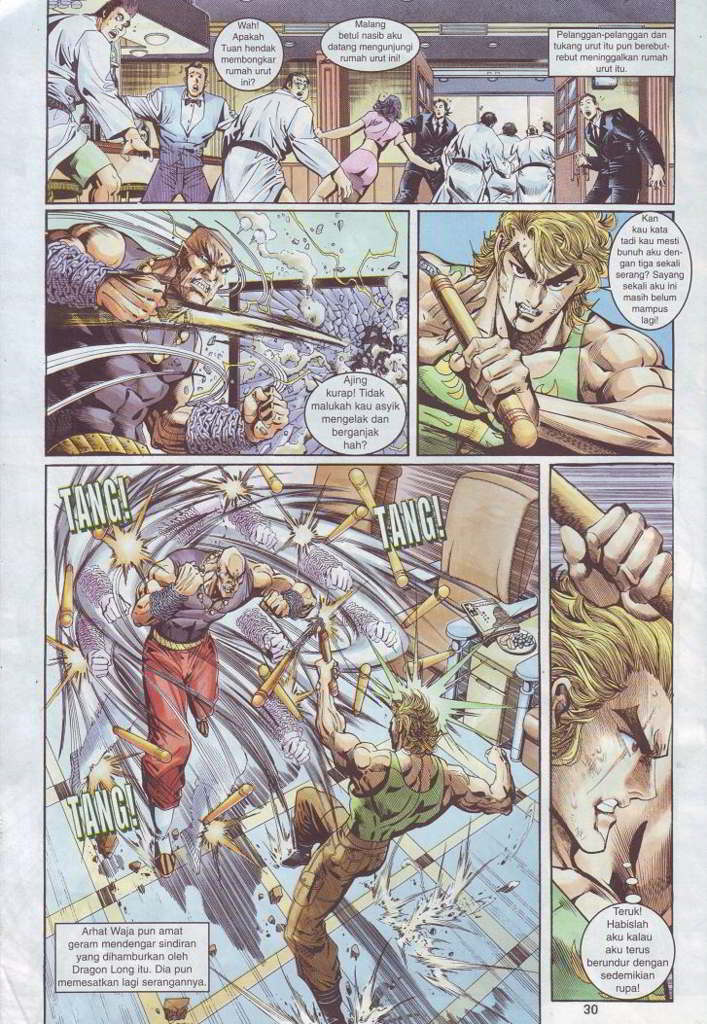 Wah!
Apakah
Tuan hendak
membongkar
rumah urut
ini?
Malang
betul nasib aku
datang mengunjungi
rumah urut ini!
Pelanggan-pelanggan dan
tukang urut itu pun berebut-
rebut meninggalkan rumah
urut itu.
Ajing
kurap! Tidak
malukah kau asyik
mengelak dan
berganjak
hah?
Kan
kau kata
tadi kau mesti
bunuh aku de-
ngan tiga sekali
serang? Sayang
sekali aku ini
masih belum
mampus
lagi!
TANG!
TANG!
TANG!
Arhat Waja pun amat
geram mendengar sindiran
yang dihamburkan oleh
Dragon Long itu. Dia pun
memesatkan lagi serangannya.
Teruk!
Habislah
aku kalau
aku terus
berundur dengan
sedemikian
rupa!
30